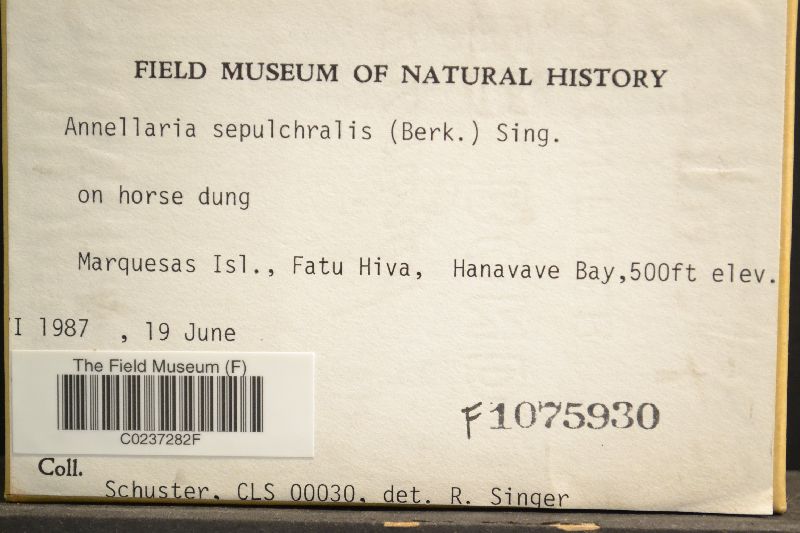 FIELD MUSEUM OF NATURAL HISTORY
Annellaria sepulchralis (Berk.) Sing.
on horse dung
Marquesas Isl., Fatu Hiva, Hanavave Bay,500ft elev.
I 1987 , 19 June
The Field Museum (F)
C0237282F
F1075930
Coll.
Schuster, CLS 00030, det. R. Singer